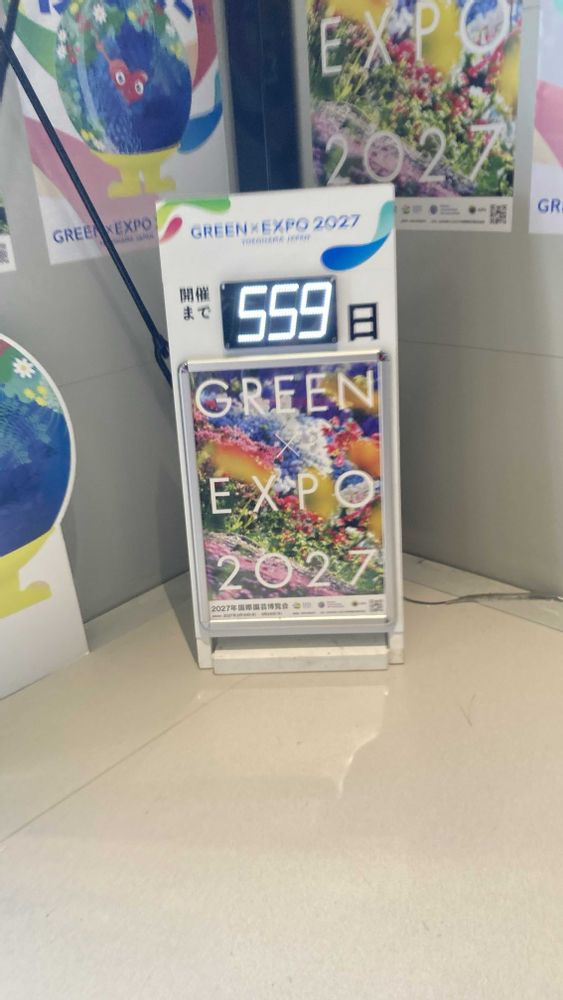 EXPO
2027
GREEN×EXPO
GREEN×EXPO 2027
YOKOHAMA JAPAN
開催
まで
559
日
GREEN
×
EXPO
2027
2027年国際園芸博覧会